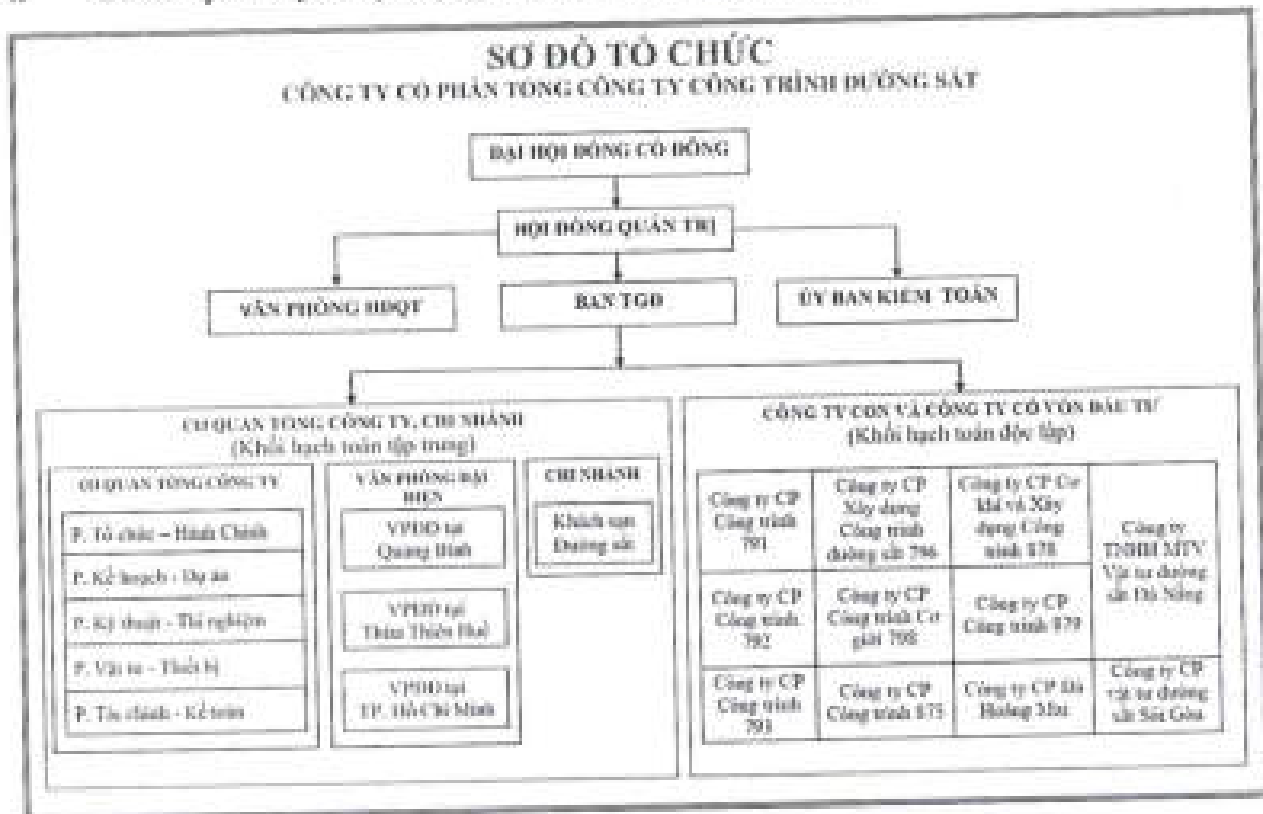 SƠ ĐỒ TỔ CHỨC
CÔNG TY CỔ PHẦN TỔNG CÔNG TY CÔNG TRÌNH ĐƯỜNG SẮT
ĐẠI HỘI ĐỒNG CỔ ĐÔNG
HỘI ĐỒNG QUẢN TRỊ
VĂN PHÒNG HĐQT
BAN TGĐ
ỦY BAN KIỂM TOÁN
CƠ QUAN TỔNG CÔNG TY, CHI NHÁNH
(Khối hạch toán tập trung)
CƠ QUAN TỔNG CÔNG TY
P. Tổ chức – Hành Chính
P. Kế hoạch - Dự án
P. Kỹ thuật - Thí nghiệm
P. Vật tư – Thiết bị
P. Tài chính - Kế toán
VĂN PHÒNG ĐẠI
DIỆN
VPĐD tại
Quảng Bình
VPĐD tại
Thừa Thiên Huế
VPĐD tại
TP. Hồ Chí Minh
CHI NHÁNH
Khách sạn
Đường sắt
CÔNG TY CON VÀ CÔNG TY CÓ VỐN ĐẦU TƯ
(Khối hạch toán độc lập)
Công ty CP
Công trình
791
Công ty CP
Xây dựng
Công trình
đường sắt 796
Công ty CP Cơ
khí và Xây
dựng Công
trình 878
Công ty
TNHH MTV
Vật tư đường
sắt Đà Nẵng
Công ty CP
Công trình
792
Công ty CP
Công trình Cơ
giới 798
Công ty CP
Công trình 879
Công ty CP
Công trình
793
Công ty CP
Công trình 875
Công ty CP Đá
Hoàng Mai
Công ty CP
vật tư đường
sắt Sài Gòn